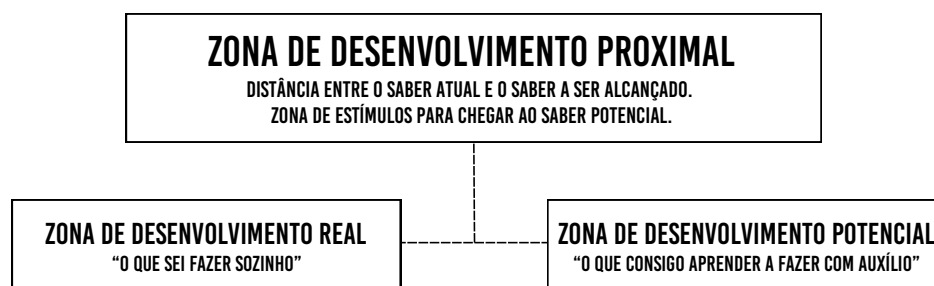 ZONA DE DESENVOLVIMENTO PROXIMAL
DISTÂNCIA ENTRE O SABER ATUAL E O SABER A SER ALCANÇADO.
ZONA DE ESTÍMULOS PARA CHEGAR AO SABER POTENCIAL.
ZONA DE DESENVOLVIMENTO REAL
“O QUE SEI FAZER SOZINHO”
ZONA DE DESENVOLVIMENTO POTENCIAL
“O QUE CONSIGO APRENDER A FAZER COM AUXÍLIO”